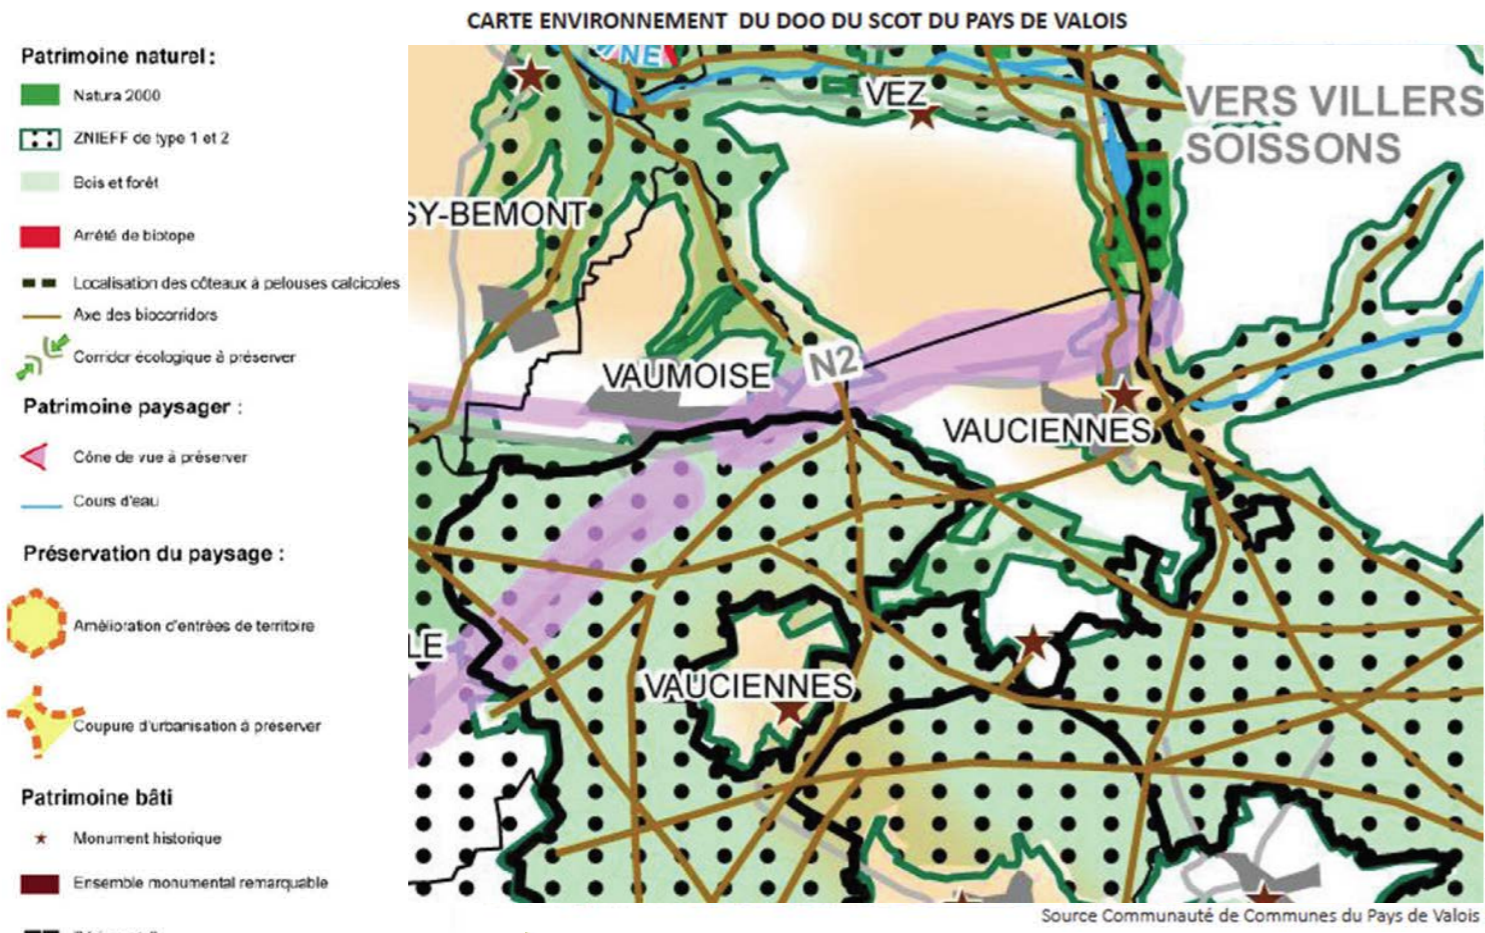 CARTE ENVIRONNEMENT DU DOO DU SCOT DU PAYS DE VALOIS
Patrimoine naturel :
Natura 2000
ZNIEFF de type 1 et 2
Bois et forêt
Arrêté de biotope
Localisation des côteaux à pelouses calcicoles
Axe des biocorridors
Corridor écologique à préserver
Patrimoine paysager :
Cône de vue à préserver
Cours d'eau
Préservation du paysage :
Amélioration d'entrées de territoire
Coupure d'urbanisation à préserver
Patrimoine bâti
Monument historique
Ensemble monumental remarquable
NE
VEZ
VERS VILLERS
SOISSONS
SY-BEMONT
VAUMOISE
N2
VAUCIENNES
LE
VAUCIENNES
Source Communauté de Communes du Pays de Valois